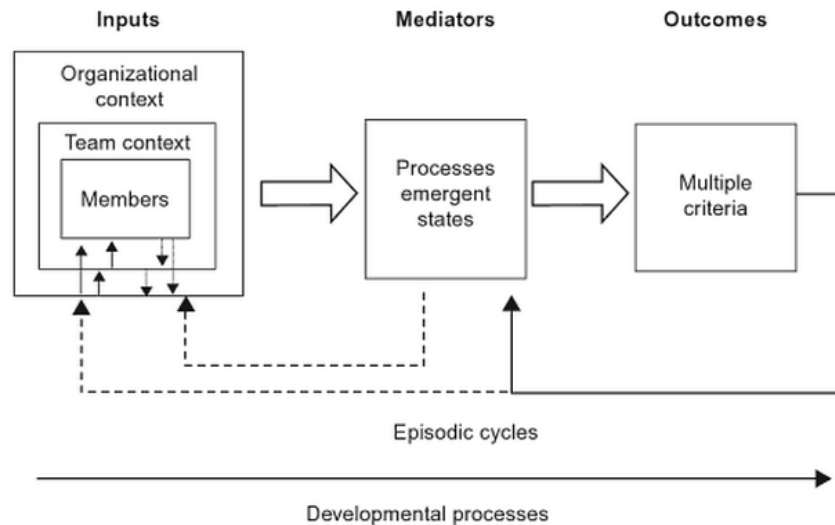 Inputs
Mediators
Outcomes
Organizational
context
Team context
Members
Processes
emergent
states
Multiple
criteria
Episodic cycles
Developmental processes